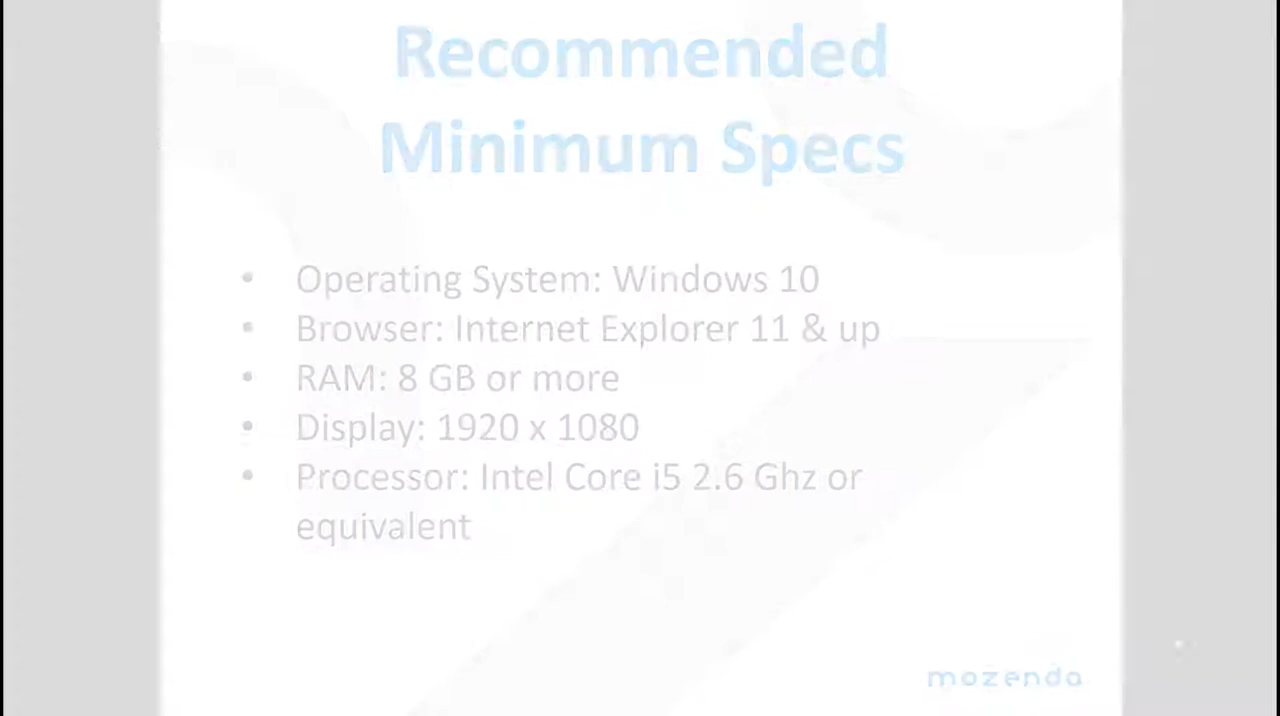 Recommended
Minimum Specs
• Operating System: Windows 10
• Browser: Internet Explorer 11 & up
• RAM: 8 GB or more
• Display: 1920 x 1080
• Processor: Intel Core i5 2.6 Ghz or
equivalent
mozenda